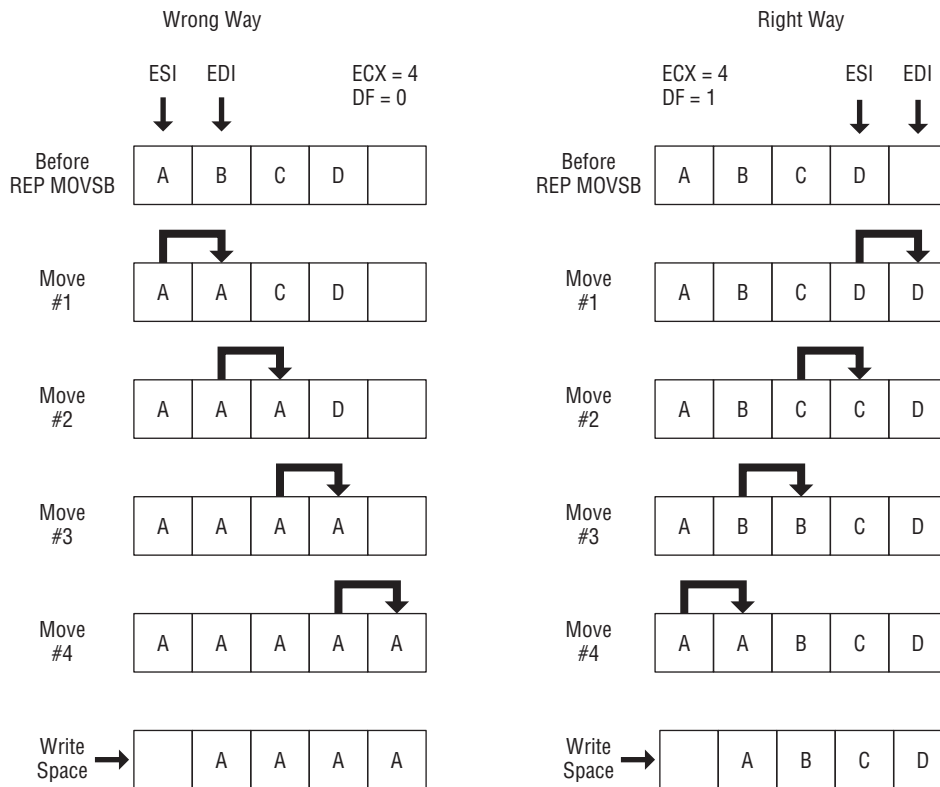 Wrong Way
ESI EDI
ECX = 4
DF = 0
Before
REP MOVSB
A B C D
Move
#1
A A C D
Move
#2
A A A D
Move
#3
A A A A
Move
#4
A A A A A
Write
Space
A A A A
Right Way
ECX = 4
DF = 1
ESI EDI
Before
REP MOVSB
A B C D
Move
#1
A B C D D
Move
#2
A B C C D
Move
#3
A B B C D
Move
#4
A A B C D
Write
Space
A B C D